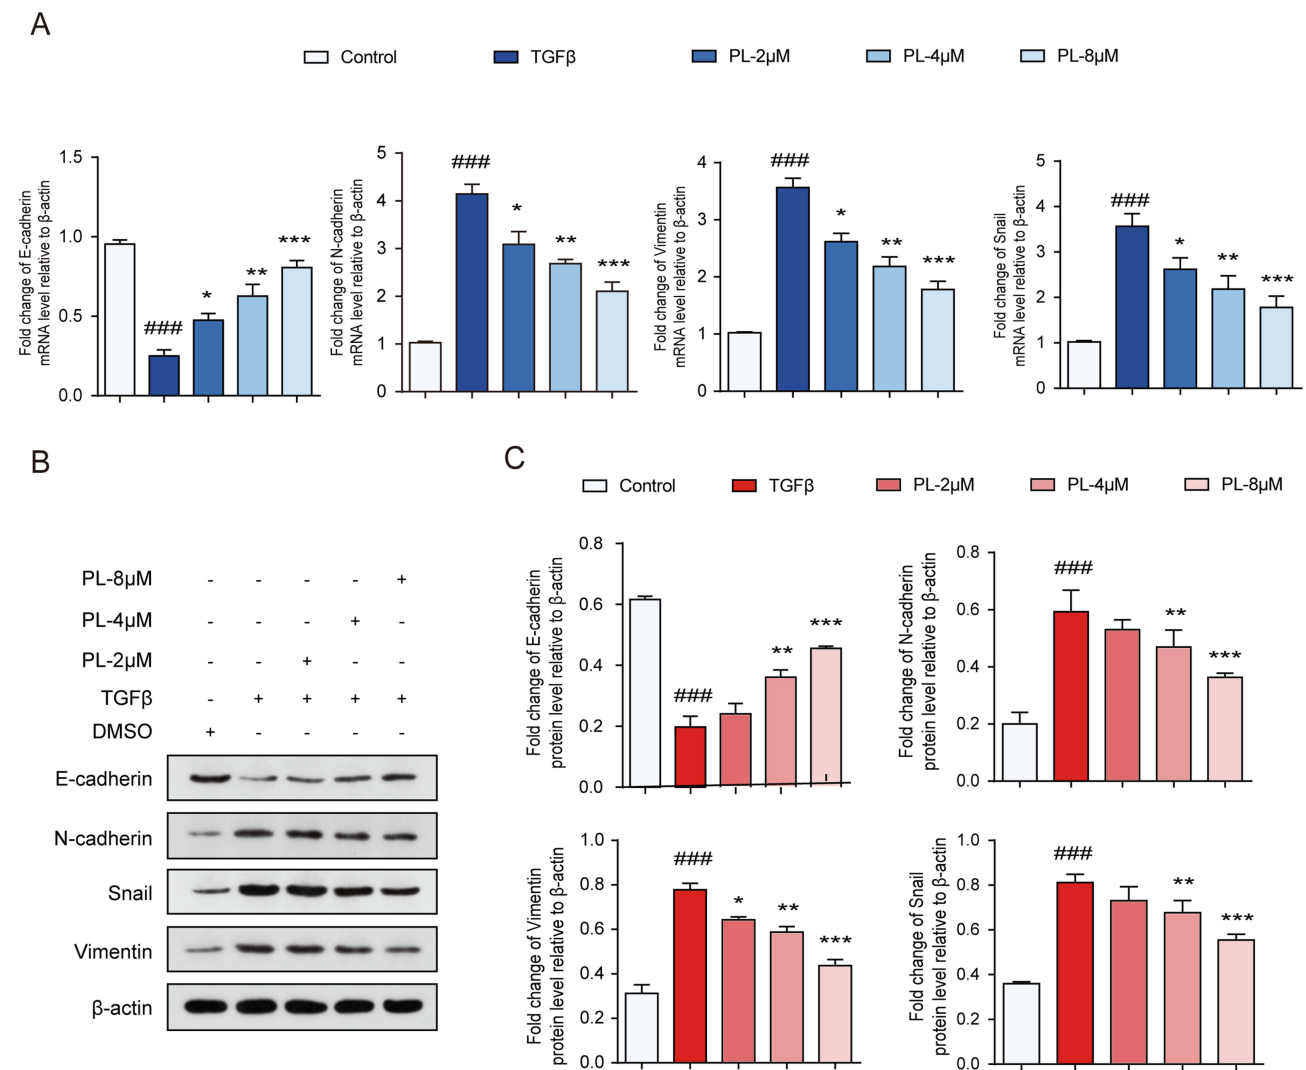 A
Control TGFβ PL-2μM PL-4μM PL-8μM
Fold change of E-cadherin
mRNA level relative to β-actin
1.5
1.0
0.5
0.0
###
*
**
***
Fold change of N-cadherin
mRNA level relative to β-actin
5
4
3
2
1
0
###
*
**
***
Fold change of Vimentin
mRNA level relative to β-actin
4
3
2
1
0
###
*
**
***
Fold change of Snail
mRNA level relative to β-actin
5
4
3
2
1
0
###
*
**
***
B
PL-8μM - - - - +
PL-4μM - - - + -
PL-2μM - - + - -
TGFβ - + + + +
DMSO + - - - -
E-cadherin
N-cadherin
Snail
Vimentin
β-actin
C
Control TGFβ PL-2μM PL-4μM PL-8μM
Fold change of E-cadherin
protein level relative to β-actin
0.8
0.6
0.4
0.2
0.0
###
**
***
Fold change of N-cadherin
protein level relative to β-actin
0.8
0.6
0.4
0.2
0.0
###
**
***
Fold change of Vimentin
protein level relative to β-actin
1.0
0.8
0.6
0.4
0.2
0.0
###
*
**
***
Fold change of Snail
protein level relative to β-actin
1.0
0.8
0.6
0.4
0.2
0.0
###
**
***